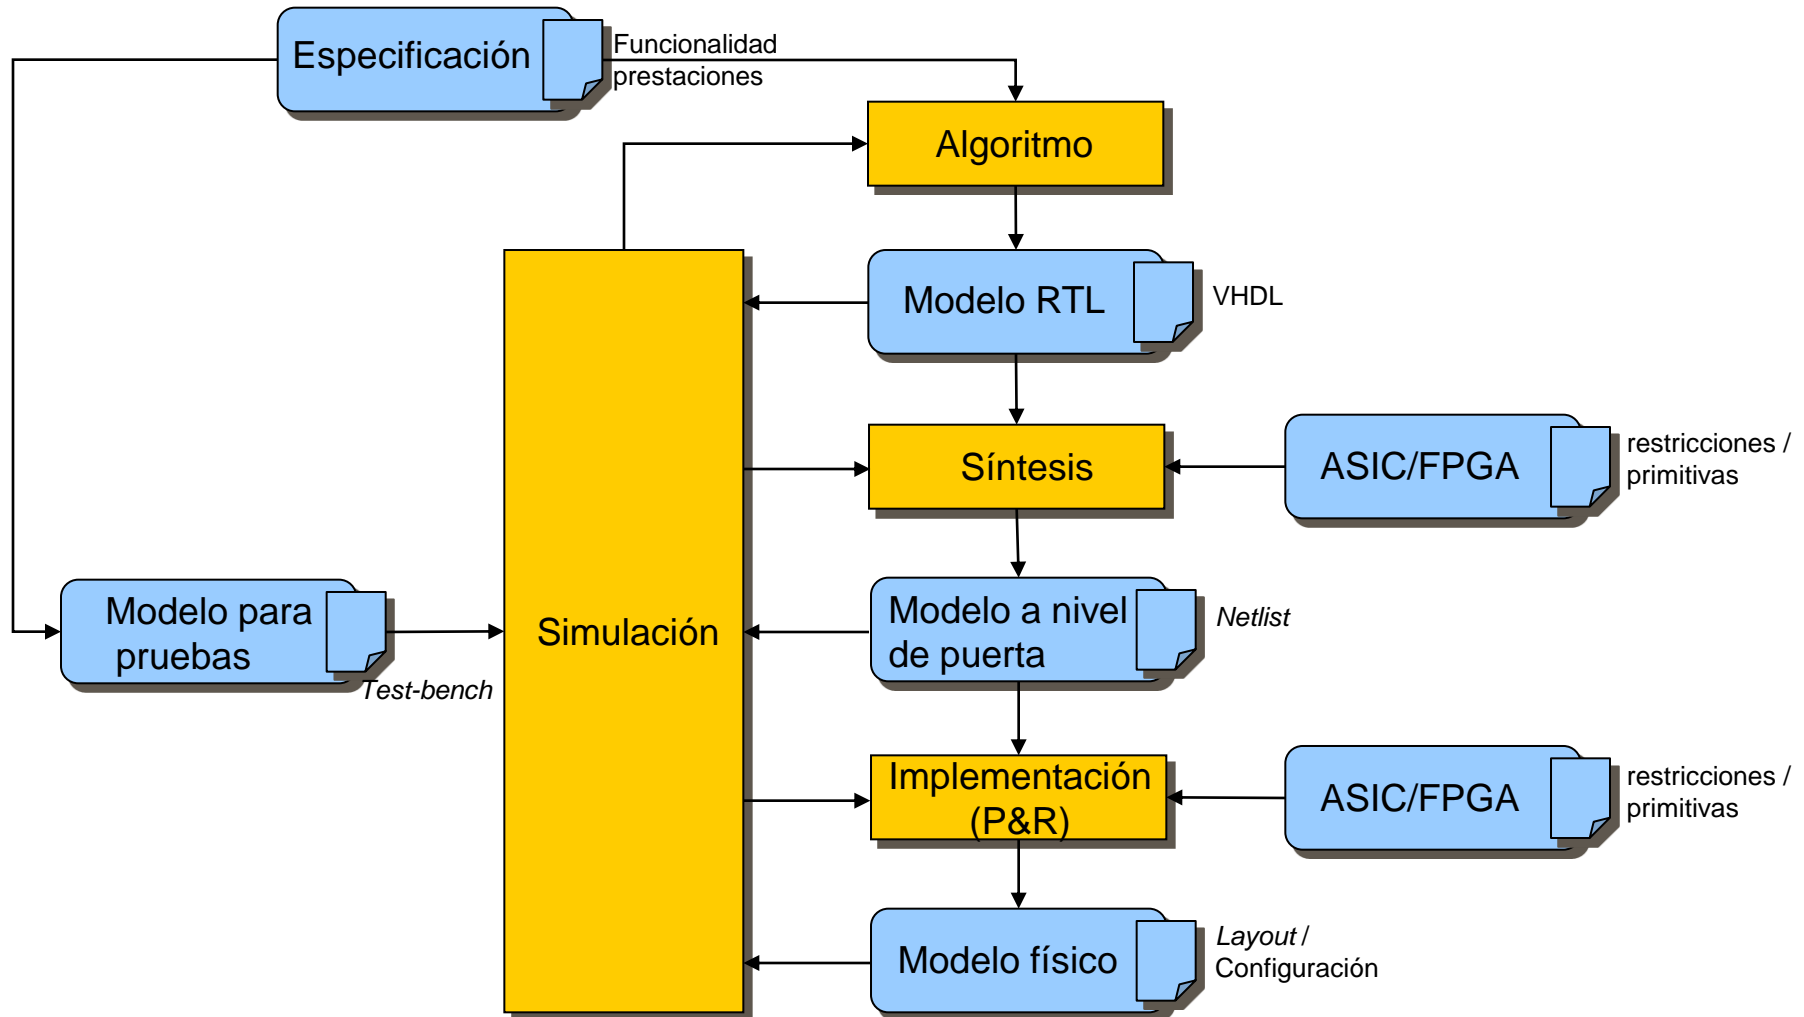 Especificación
Funcionalidad
prestaciones
Algoritmo
Modelo RTL
VHDL
Síntesis
ASIC/FPGA
restricciones /
primitivas
Modelo para
pruebas
Test-bench
Simulación
Modelo a nivel
de puerta
Netlist
Implementación
(P&R)
ASIC/FPGA
restricciones /
primitivas
Modelo físico
Layout /
Configuración